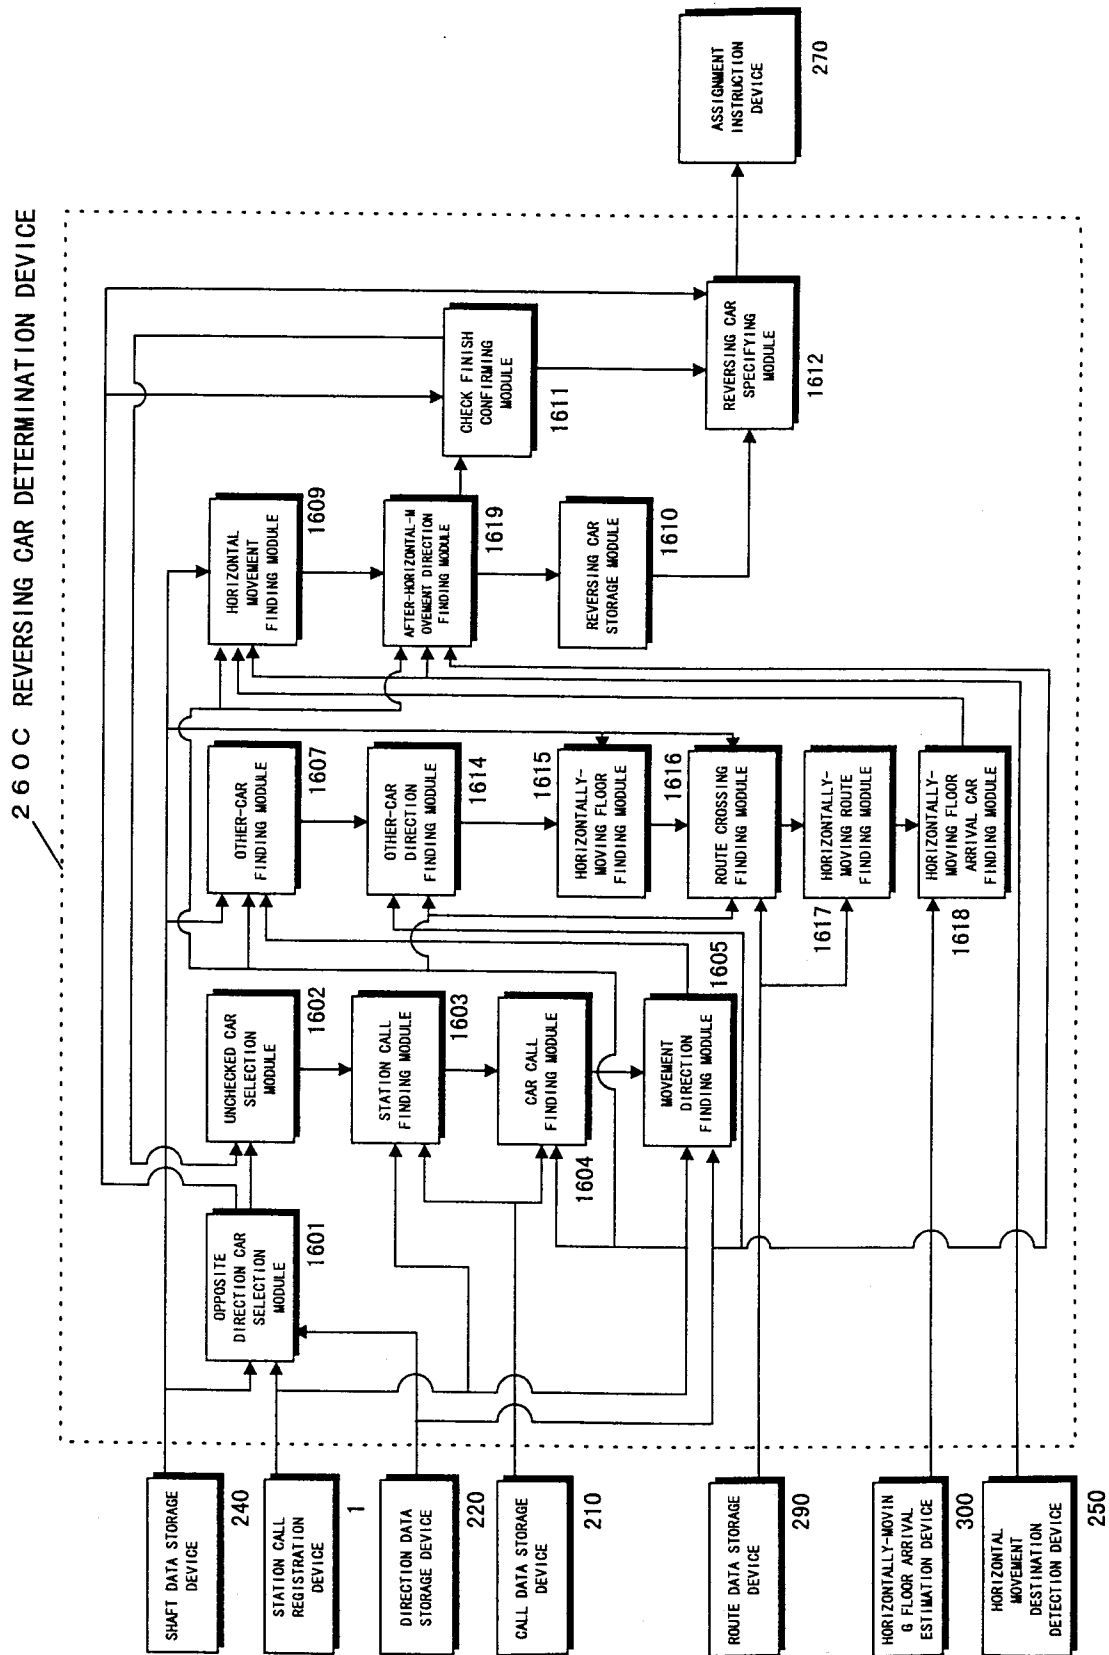 260C REVERSING CAR DETERMINATION DEVICE
SHAFT DATA STORAGE
DEVICE
240
STATION CALL
REGISTRATION
DEVICE
1
DIRECTION DATA
STORAGE DEVICE
220
CALL DATA STORAGE
DEVICE
210
ROUTE DATA STORAGE
DEVICE
290
HORIZONTALLY-MOVIN
G FLOOR ARRIVAL
ESTIMATION DEVICE
300
HORIZONTAL
MOVEMENT
DESTINATION
DETECTION DEVICE
250
OPPOSITE
DIRECTION CAR
SELECTION
MODULE
1601
UNCHECKED CAR
SELECTION
MODULE
1602
STATION CALL
FINDING MODULE
1603
CAR CALL
FINDING MODULE
1604
MOVEMENT
DIRECTION
FINDING MODULE
1605
OTHER-CAR
FINDING MODULE
1607
OTHER-CAR
DIRECTION
FINDING MODULE
1614
HORIZONTALLY-
MOVING FLOOR
FINDING MODULE
1615
ROUTE CROSSING
FINDING MODULE
1616
HORIZONTALLY-
MOVING ROUTE
FINDING MODULE
1617
HORIZONTALLY-
MOVING FLOOR
ARRIVAL CAR
FINDING MODULE
1618
HORIZONTAL
MOVEMENT
FINDING MODULE
1609
AFTER-HORIZONTAL-M
OVEMENT DIRECTION
FINDING MODULE
1619
REVERSING CAR
STORAGE MODULE
1610
CHECK FINISH
CONFIRMING
MODULE
1611
REVERSING CAR
SPECIFYING
MODULE
1612
ASSIGNMENT
INSTRUCTION
DEVICE
270